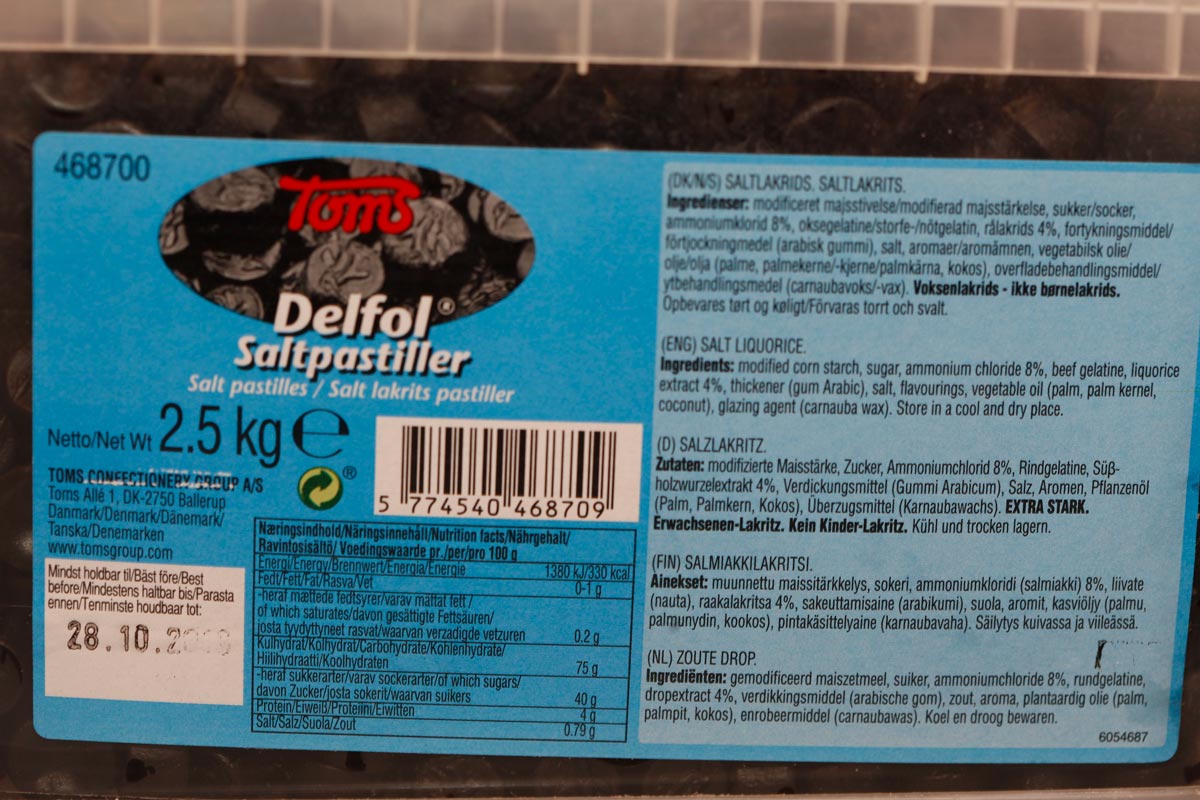 468700
Toms
Delfol®
Saltpastiller
Salt pastilles / Salt lakrits pastiller
Netto/Net Wt 2.5 kg e
TOMS CONFECTIONERY GROUP A/S
Toms Allé 1, DK-2750 Ballerup
Danmark/Denmark/Dänemark/
Tanska/Denemarken
www.tomsgroup.com
®
5 774540 468709
Mindst holdbar til/Bäst före/Best
before/Mindestens haltbar bis/Parasta
ennen/Tenminste houdbaar tot:
28.10.
Næringsindhold/Näringsinnehåll/Nutrition facts/Nährgehalt/
Ravintosisältö/ Voedingswaarde pr./per/pro 100 g
Energi/Energy/Brennwert/Energia/Energie 1380 kJ/330 kcal
Fedt/Fett/Fat/Rasva/Vet 0-1 g
-heraf mættede fedtsyrer/varav mättat fett /
of which saturates/davon gesättigte Fettsäuren/
josta tyydyttyneet rasvat/waarvan verzadigde vetzuren 0.2 g
Kulhydrat/Kolhydrat/Carbohydrate/Kohlenhydrate/
Hiilihydraatti/Koolhydraten 75 g
-heraf sukkerarter/varav sockerarter/of which sugars/
davon Zucker/josta sokerit/waarvan suikers 40 g
Protein/Eiweiß/Proteiini/Eiwitten 4 g
Salt/Salz/Suola/Zout 0.79 g
(DK/N/S) SALTLAKRIDS. SALTLAKRITS.
Ingredienser: modificeret majsstivelse/modifierad majsstärkelse, sukker/socker,
ammoniumklorid 8%, oksegelatine/storfe-/nötgelatin, rålakrids 4%, fortykningsmiddel/
förtjockningmedel (arabisk gummi), salt, aromaer/aromämnen, vegetabilsk olie/
olje/olja (palme, palmekerne/-kjerne/palmkärna, kokos), overfladebehandlingsmiddel/
ytbehandlingsmedel (carnaubavoks/-vax). Voksenlakrids - ikke børnelakrids.
Opbevares tørt og køligt/Förvaras torrt och svalt.
(ENG) SALT LIQUORICE.
Ingredients: modified corn starch, sugar, ammonium chloride 8%, beef gelatine, liquorice
extract 4%, thickener (gum Arabic), salt, flavourings, vegetable oil (palm, palm kernel,
coconut), glazing agent (carnauba wax). Store in a cool and dry place.
(D) SALZLAKRITZ.
Zutaten: modifizierte Maisstärke, Zucker, Ammoniumchlorid 8%, Rindgelatine, Süß-
holzwurzelextrakt 4%, Verdickungsmittel (Gummi Arabicum), Salz, Aromen, Pflanzenöl
(Palm, Palmkern, Kokos), Überzugsmittel (Karnaubawachs). EXTRA STARK.
Erwachsenen-Lakritz. Kein Kinder-Lakritz. Kühl und trocken lagern.
(FIN) SALMIAKKILAKRITSI.
Ainekset: muunnettu maissitärkkelys, sokeri, ammoniumkloridi (salmiakki) 8%, liivate
(nauta), raakalakritsa 4%, sakeuttamisaine (arabikumi), suola, aromit, kasviöljy (palmu,
palmunydin, kookos), pintakäsittelyaine (karnaubavaha). Säilytys kuivassa ja viileässä.
(NL) ZOUTE DROP.
Ingrediënten: gemodificeerd maiszetmeel, suiker, ammoniumchloride 8%, rundgelatine,
dropextract 4%, verdikkingsmiddel (arabische gom), zout, aroma, plantaardig olie (palm,
palmpit, kokos), enrobeermiddel (carnaubawas). Koel en droog bewaren.
6054687